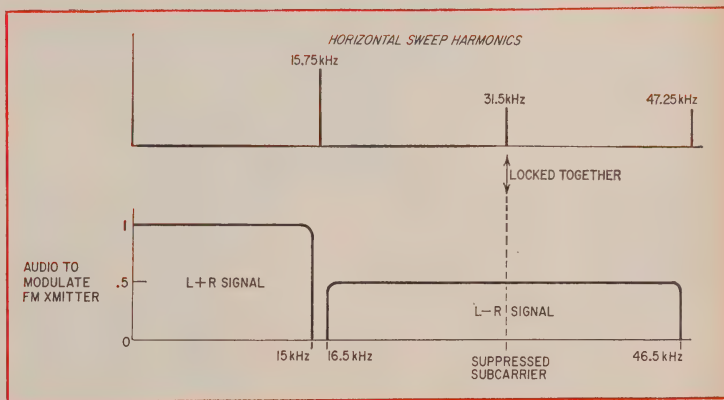 HORIZONTAL SWEEP HARMONICS
15.75kHz
31.5kHz
47.25kHz
LOCKED TOGETHER
1
AUDIO TO
MODULATE
FM XMITTER
.5
L+R SIGNAL
L–R SIGNAL
0
15kHz
16.5kHz
46.5kHz
SUPPRESSED
SUBCARRIER